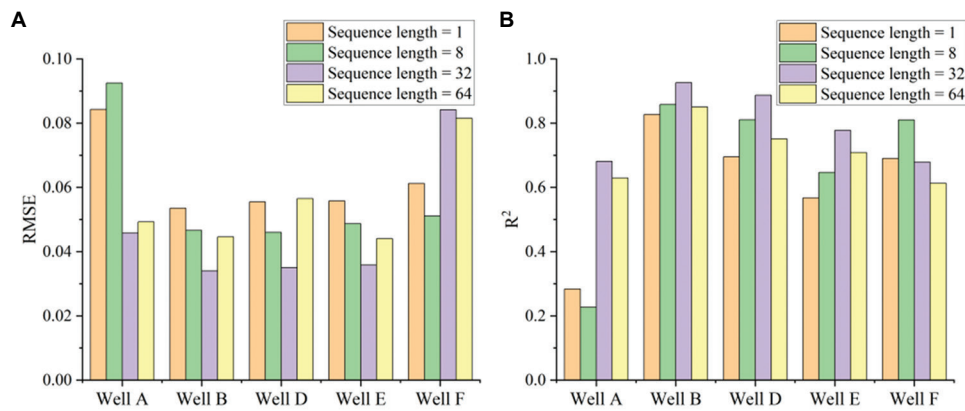 A
Sequence length = 1
Sequence length = 8
Sequence length = 32
Sequence length = 64
0.10
0.08
0.06
0.04
0.02
0.00
RMSE
Well A Well B Well D Well E Well F
B
Sequence length = 1
Sequence length = 8
Sequence length = 32
Sequence length = 64
1.0
0.8
0.6
0.4
0.2
0.0
R²
Well A Well B Well D Well E Well F